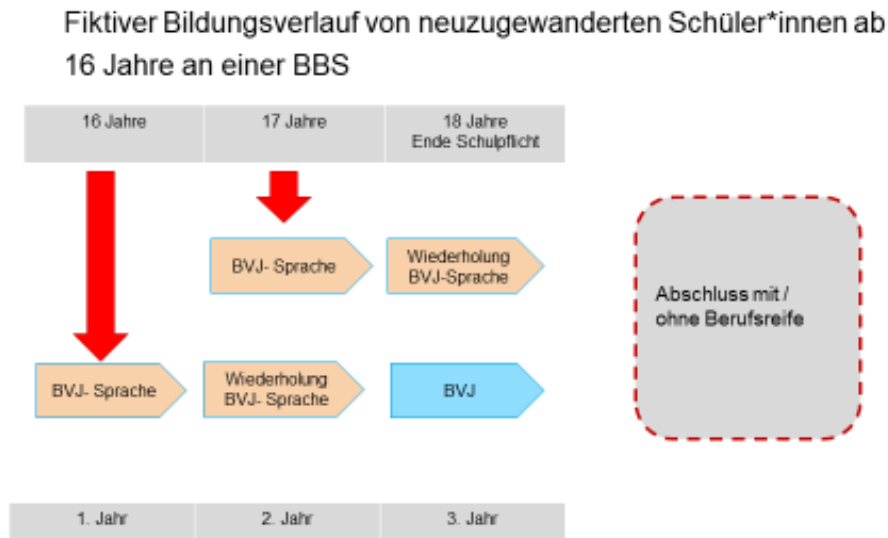 Fiktiver Bildungsverlauf von neuzugewanderten Schüler*innen ab
16 Jahre an einer BBS
16 Jahre
17 Jahre
18 Jahre
Ende Schulpflicht
BVJ- Sprache
Wiederholung
BVJ-Sprache
Abschluss mit /
ohne Berufsreife
BVJ- Sprache
Wiederholung
BVJ- Sprache
BVJ
1. Jahr
2. Jahr
3. Jahr